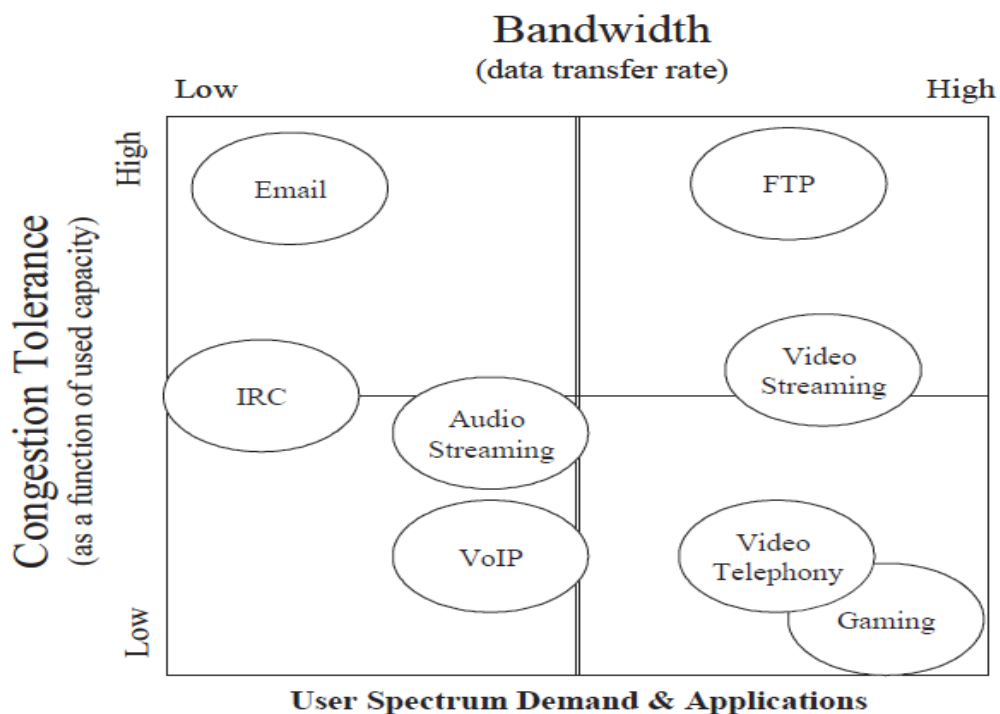 Bandwidth
(data transfer rate)
Low
High
High
Email
FTP
Congestion Tolerance
(as a function of used capacity)
Video
Streaming
IRC
Audio
Streaming
VoIP
Video
Telephony
Gaming
Low
User Spectrum Demand & Applications